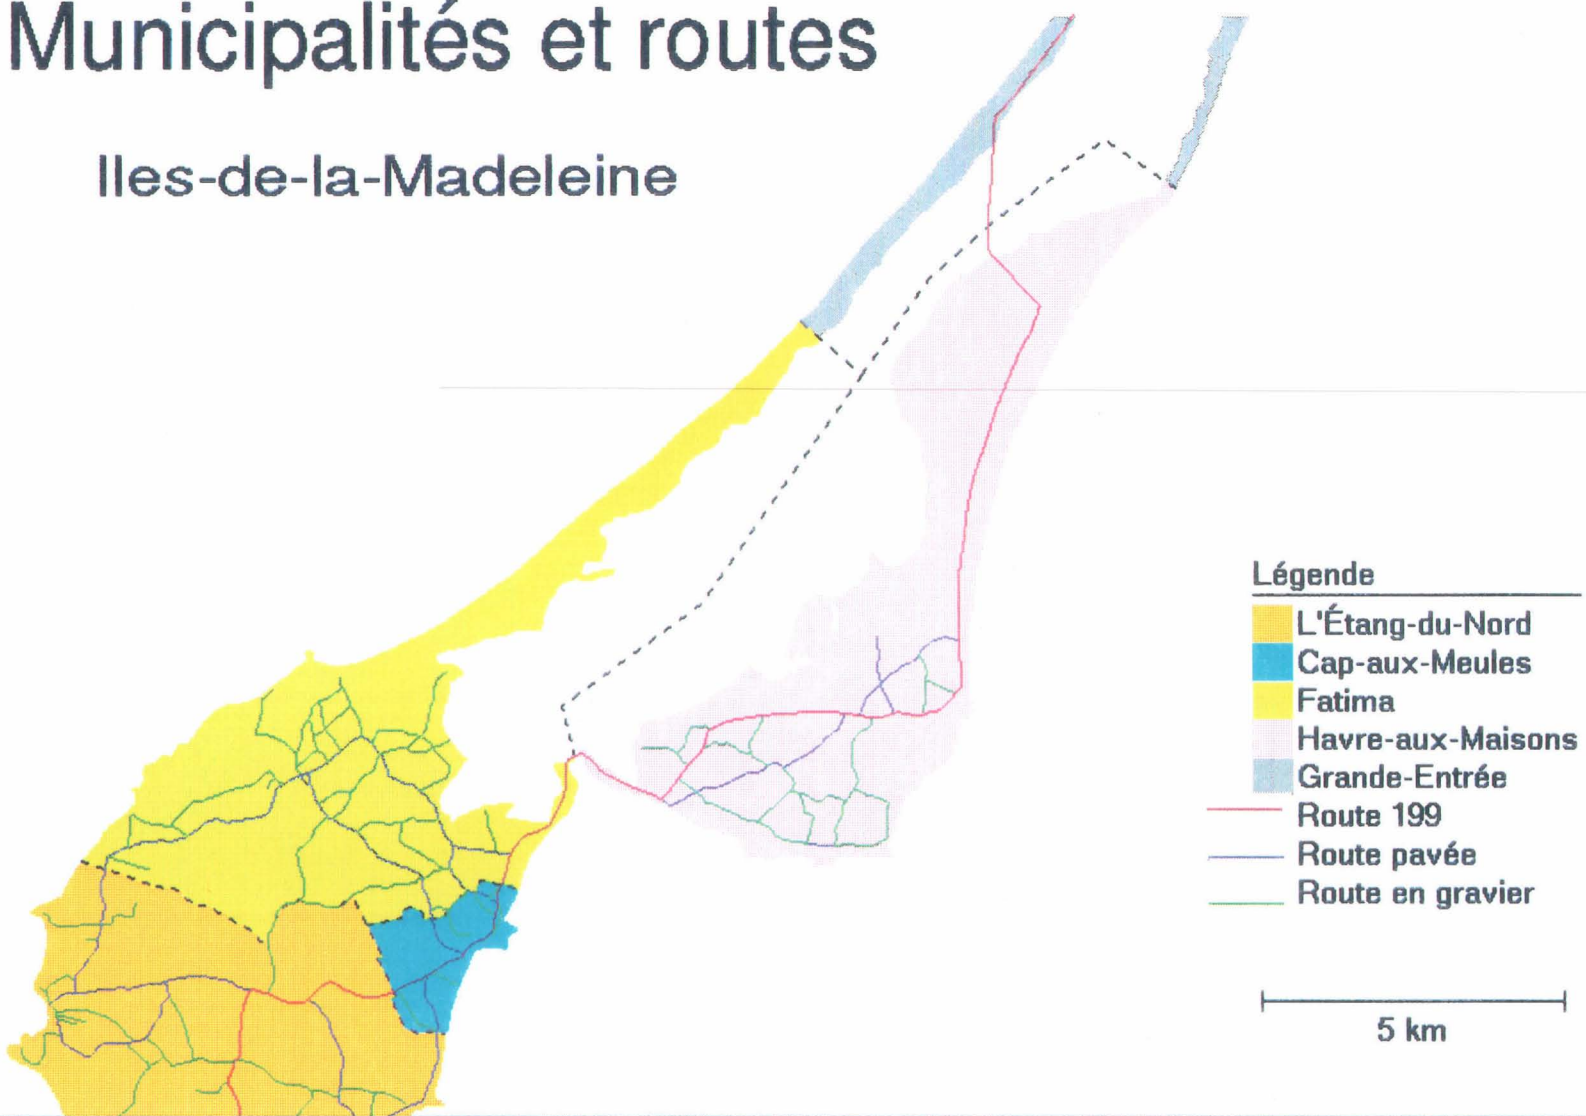 Municipalités et routes
Iles-de-la-Madeleine
Légende
L'Étang-du-Nord
Cap-aux-Meules
Fatima
Havre-aux-Maisons
Grande-Entrée
Route 199
Route pavée
Route en gravier
5 km